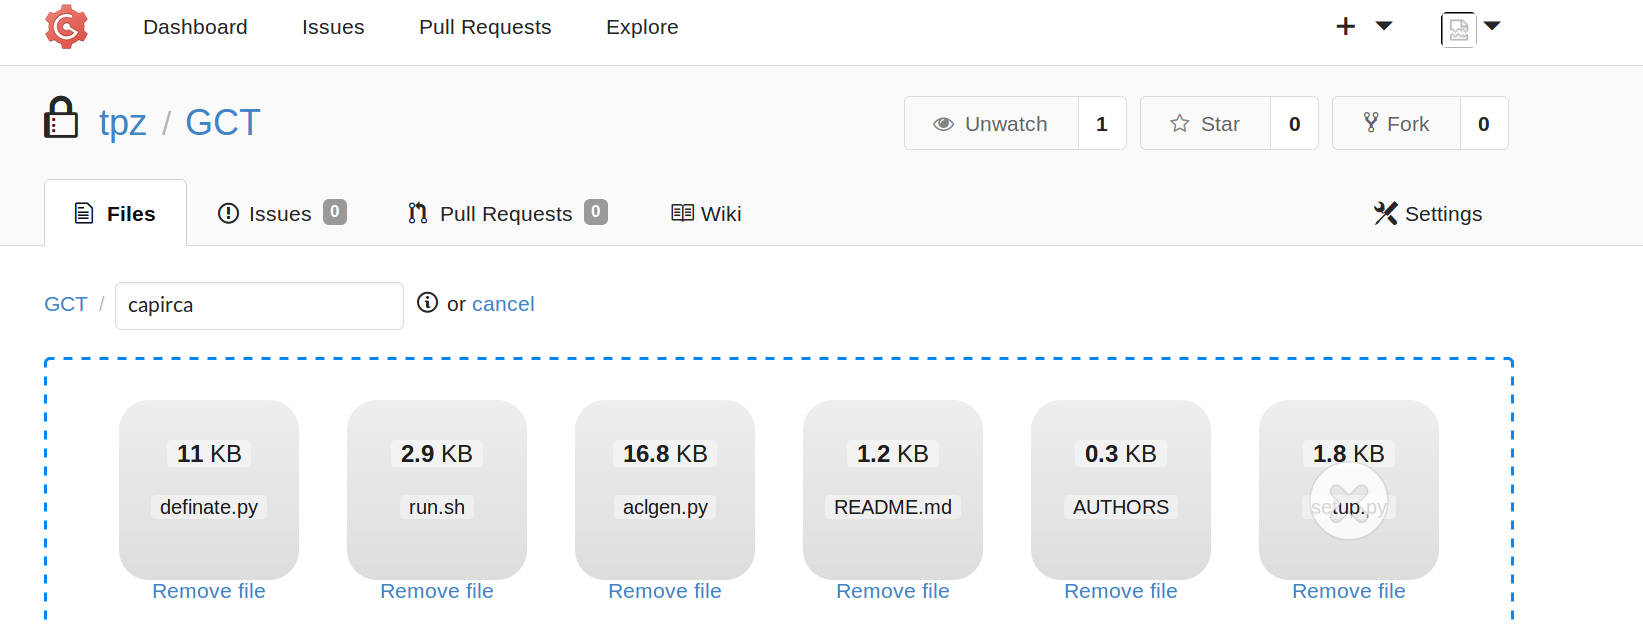 Dashboard Issues Pull Requests Explore
tpz / GCT Unwatch 1 Star 0 Fork 0
Files Issues 0 Pull Requests 0 Wiki Settings
GCT / capirca or cancel
11 KB 2.9 KB 16.8 KB 1.2 KB 0.3 KB 1.8 KB
definate.py run.sh aclgen.py README.md AUTHORS setup.py
Remove file Remove file Remove file Remove file Remove file Remove file